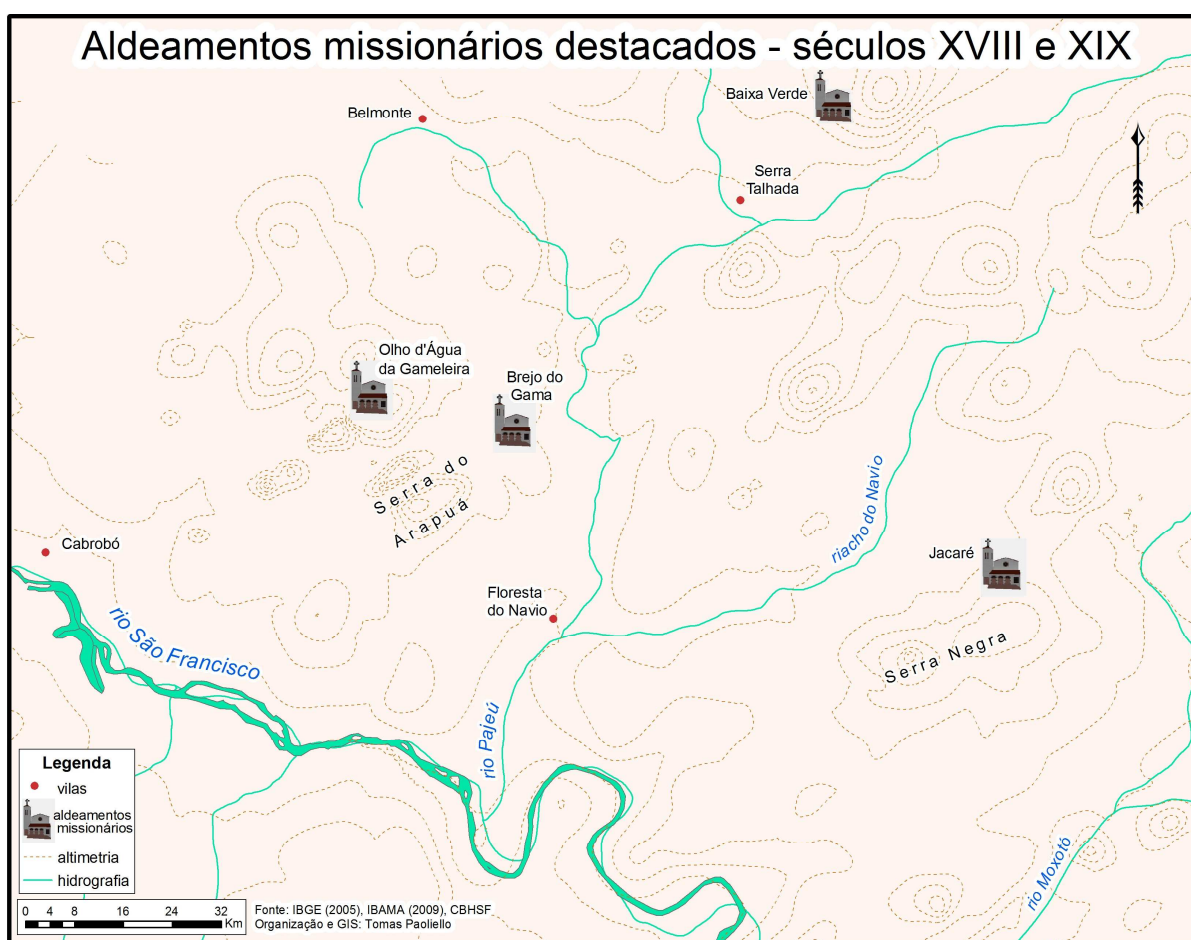 Aldeamentos missionários destacados - séculos XVIII e XIX
Baixa Verde
Belmonte
Serra
Talhada
Olho d'Água
da Gameleira
Brejo do
Gama
Serra do
Arapuá
riacho do Navio
Cabrobó
Jacaré
Floresta
do Navio
rio São Francisco
Serra Negra
rio Pajeú
rio Moxotó
Legenda
vilas
aldeamentos
missionários
altimetria
hidrografia
0 4 8 16 24 32
Km
Fonte: IBGE (2005), IBAMA (2009), CBHSF
Organização e GIS: Tomas Paoliello